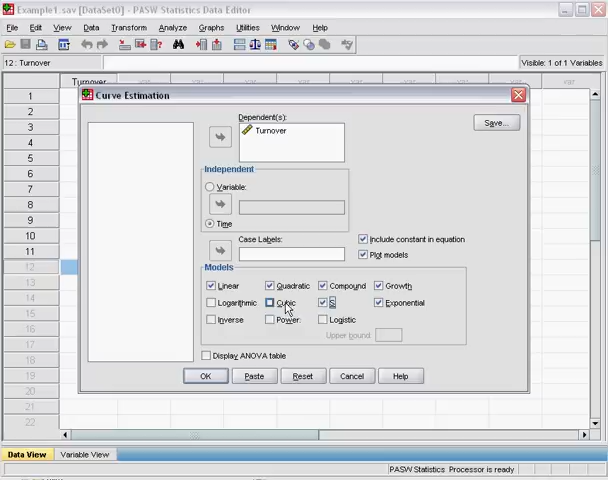 Example1.sav [DataSet0] - PASW Statistics Data Editor
File Edit View Data Transform Analyze Graphs Utilities Window Help
12 : Turnover
Visible: 1 of 1 Variables
Turnover var
1
2
3
4
5
6
7
8
9
10
11
12
13
14
15
16
17
18
19
20
21
22
Curve Estimation
Dependent(s):
Turnover
Save...
Independent
Variable:
Time
Case Labels:
Include constant in equation
Plot models
Models
Linear Quadratic Compound Growth
Logarithmic Cubic S Exponential
Inverse Power: Logistic
Upper bound:
Display ANOVA table
OK Paste Reset Cancel Help
Data View Variable View
PASW Statistics Processor is ready